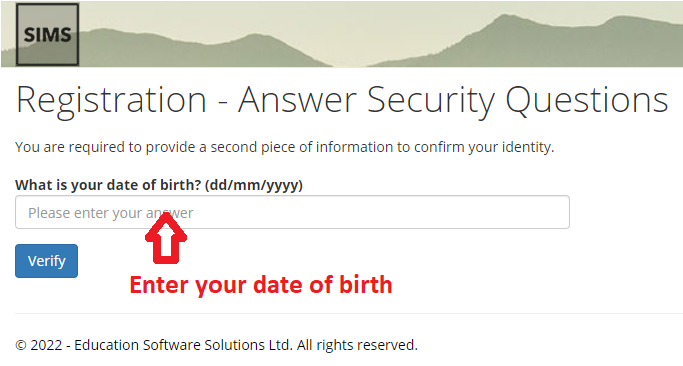 SIMS
Registration - Answer Security Questions
You are required to provide a second piece of information to confirm your identity.
What is your date of birth? (dd/mm/yyyy)
Please enter your answer
Verify
Enter your date of birth
© 2022 - Education Software Solutions Ltd. All rights reserved.